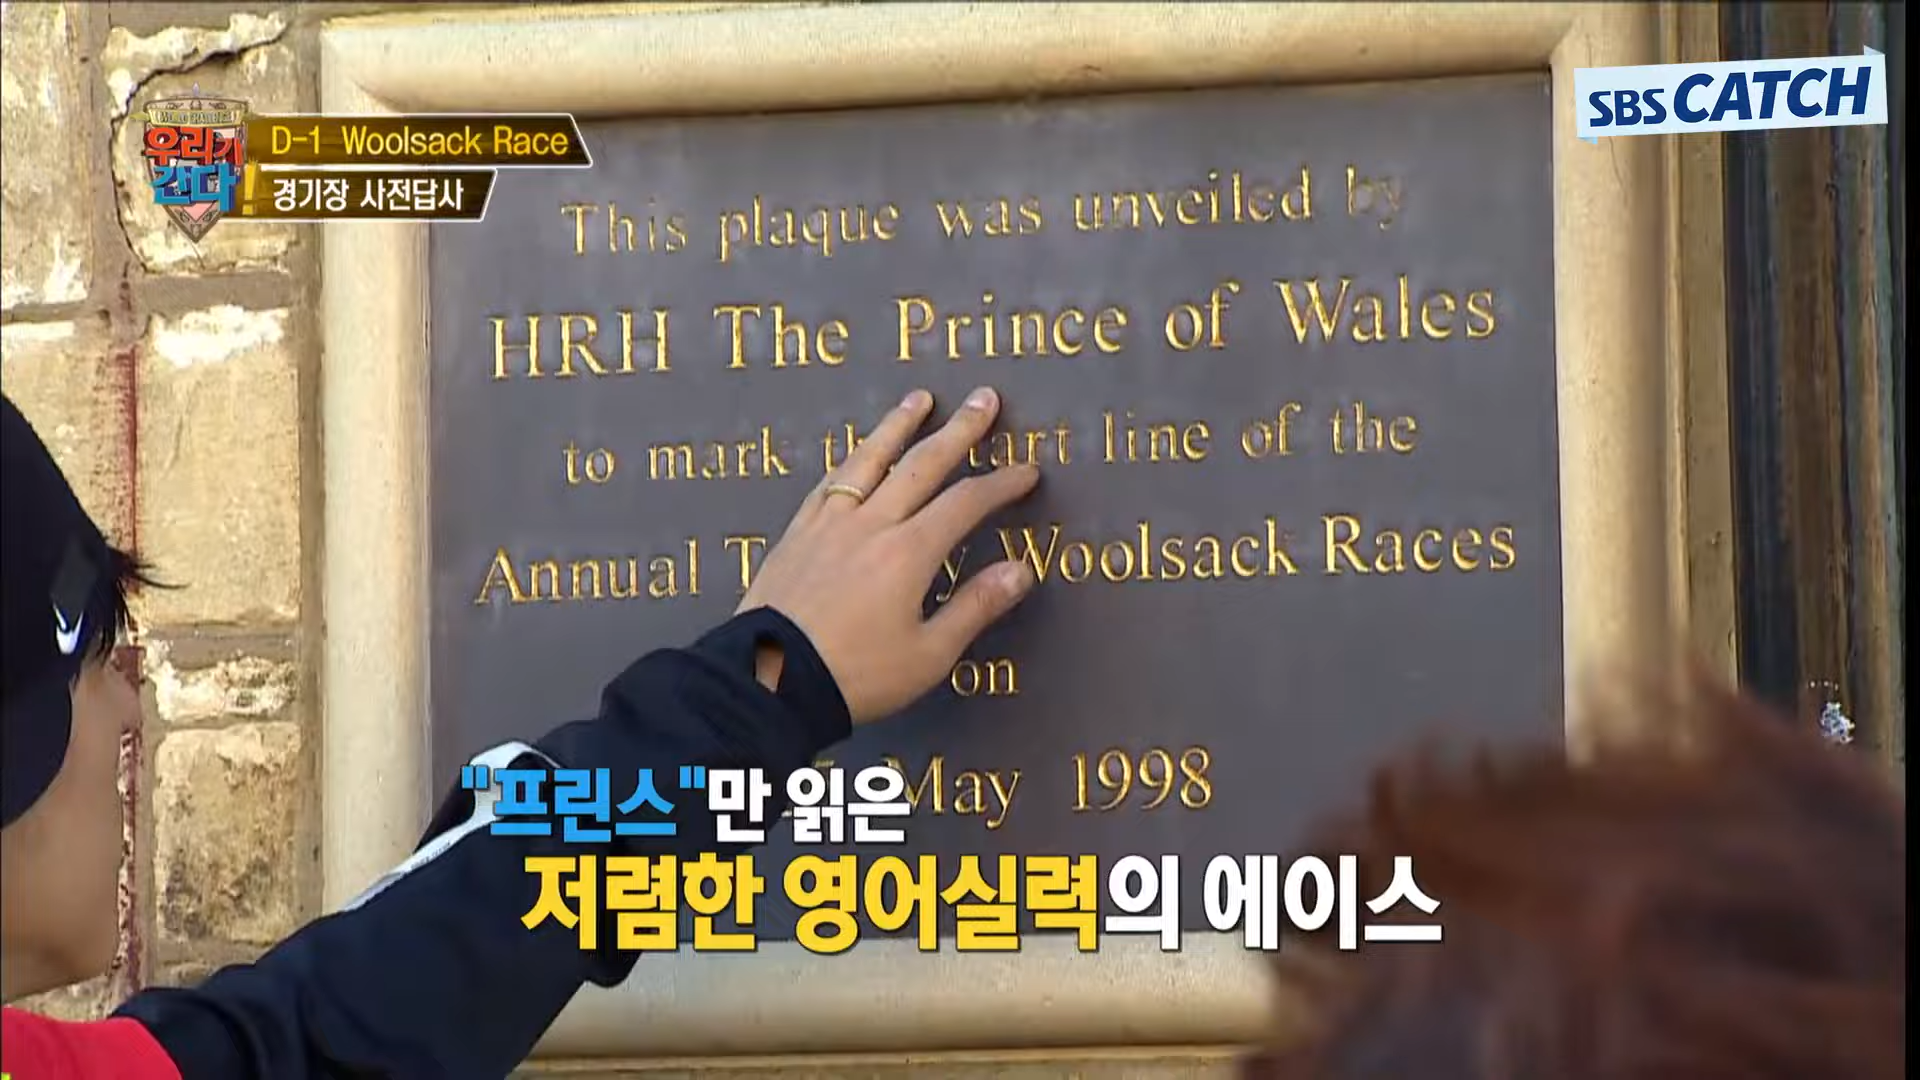 SBS CATCH
우리가 간다!
D-1 Woolsack Race
경기장 사전답사
This plaque was unveiled by
HRH The Prince of Wales
to mark line of the
Annual Woolsack Races
on
May 1998
"프린스"만 읽은
저렴한 영어실력의 에이스